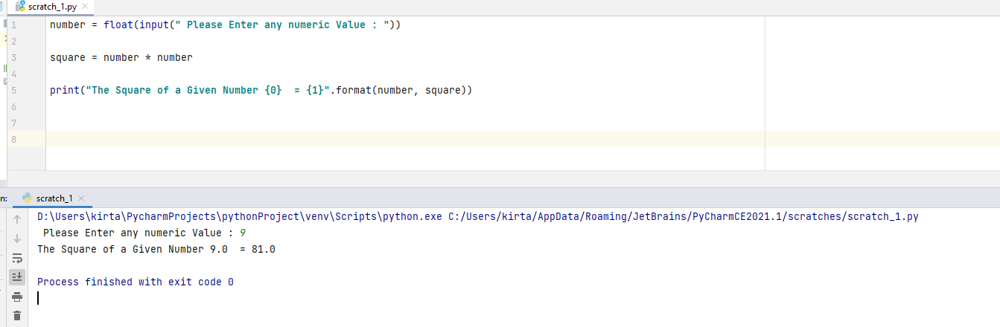 scratch_1.py
1 number = float(input(" Please Enter any numeric Value : "))
2
3 square = number * number
4
5 print("The Square of a Given Number {0}  = {1}".format(number, square))
6
7
8
n: scratch_1
D:\Users\kirta\PycharmProjects\pythonProject\venv\Scripts\python.exe C:/Users/kirta/AppData/Roaming/JetBrains/PyCharmCE2021.1/scratches/scratch_1.py
 Please Enter any numeric Value : 9
The Square of a Given Number 9.0  = 81.0
Process finished with exit code 0